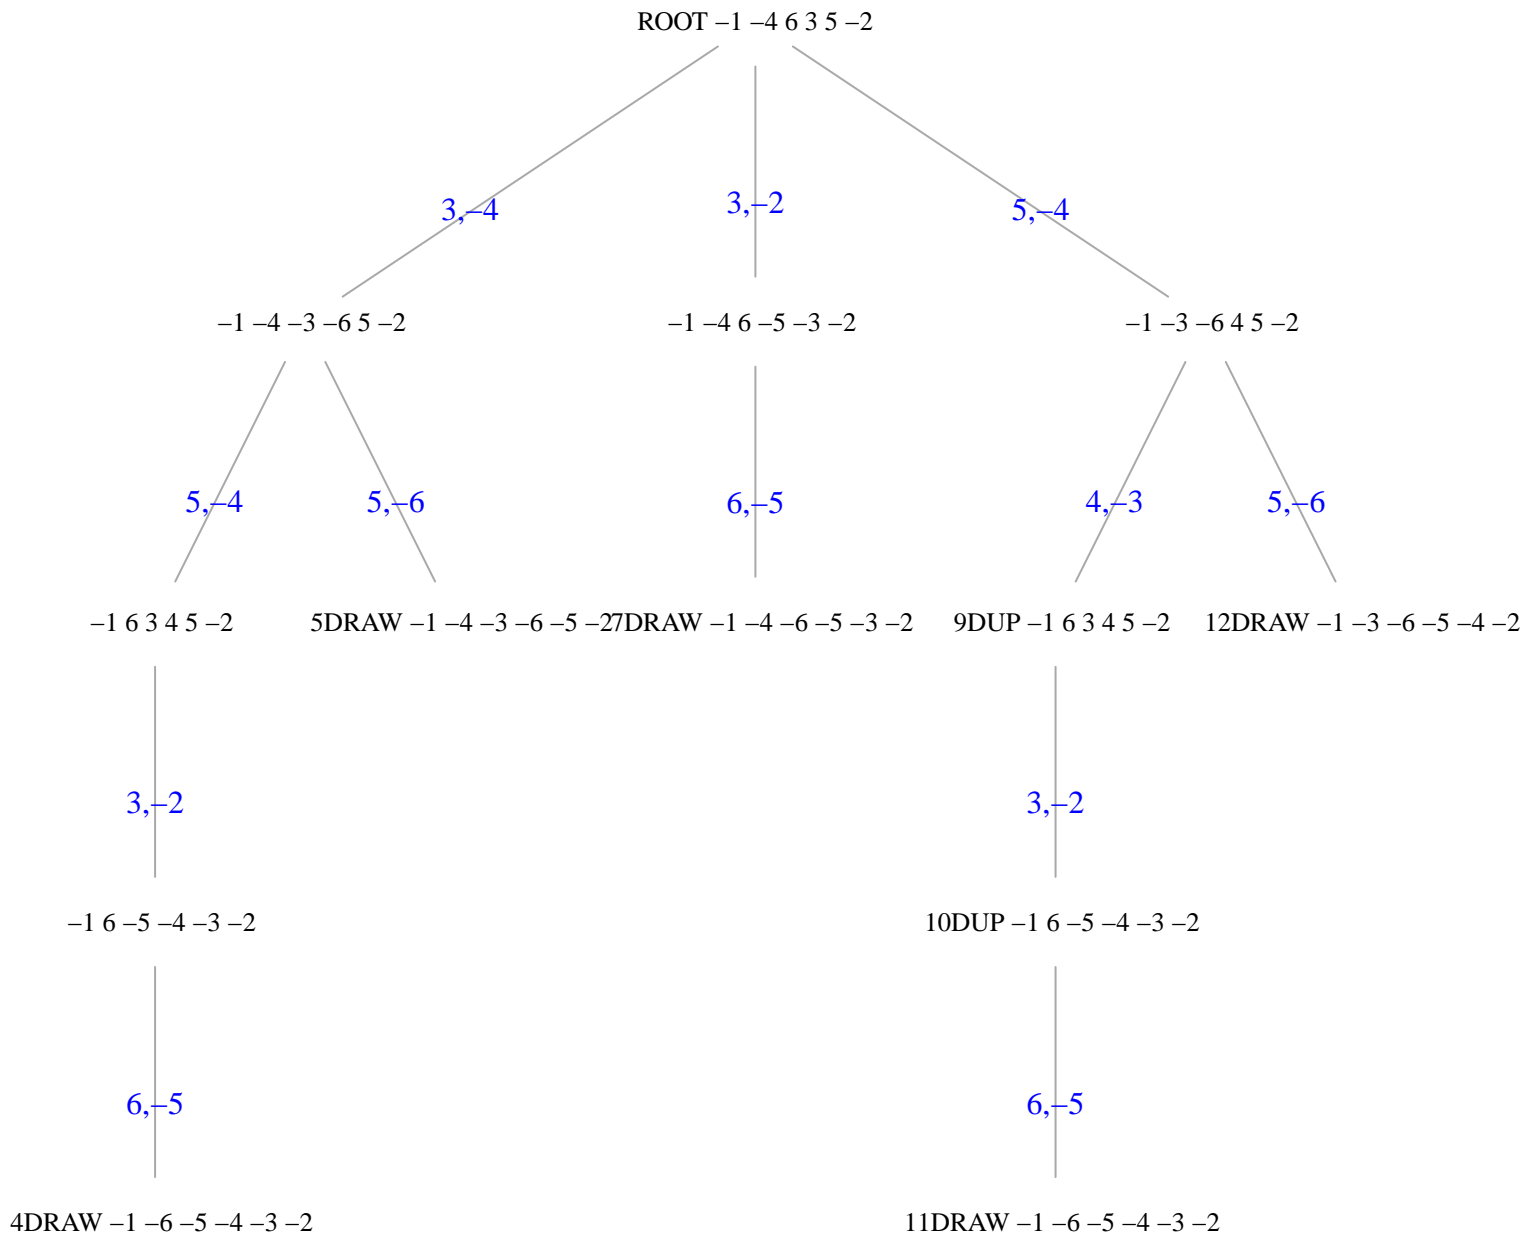 ROOT –1 –4 6 3 5 –2
3,–4
3,–2
5,–4
–1 –4 –3 –6 5 –2
–1 –4 6 –5 –3 –2
–1 –3 –6 4 5 –2
5,–4
5,–6
6,–5
4,–3
5,–6
–1 6 3 4 5 –2
5DRAW –1 –4 –3 –6 –5 –2
7DRAW –1 –4 –6 –5 –3 –2
9DUP –1 6 3 4 5 –2
12DRAW –1 –3 –6 –5 –4 –2
3,–2
3,–2
–1 6 –5 –4 –3 –2
10DUP –1 6 –5 –4 –3 –2
6,–5
6,–5
4DRAW –1 –6 –5 –4 –3 –2
11DRAW –1 –6 –5 –4 –3 –2